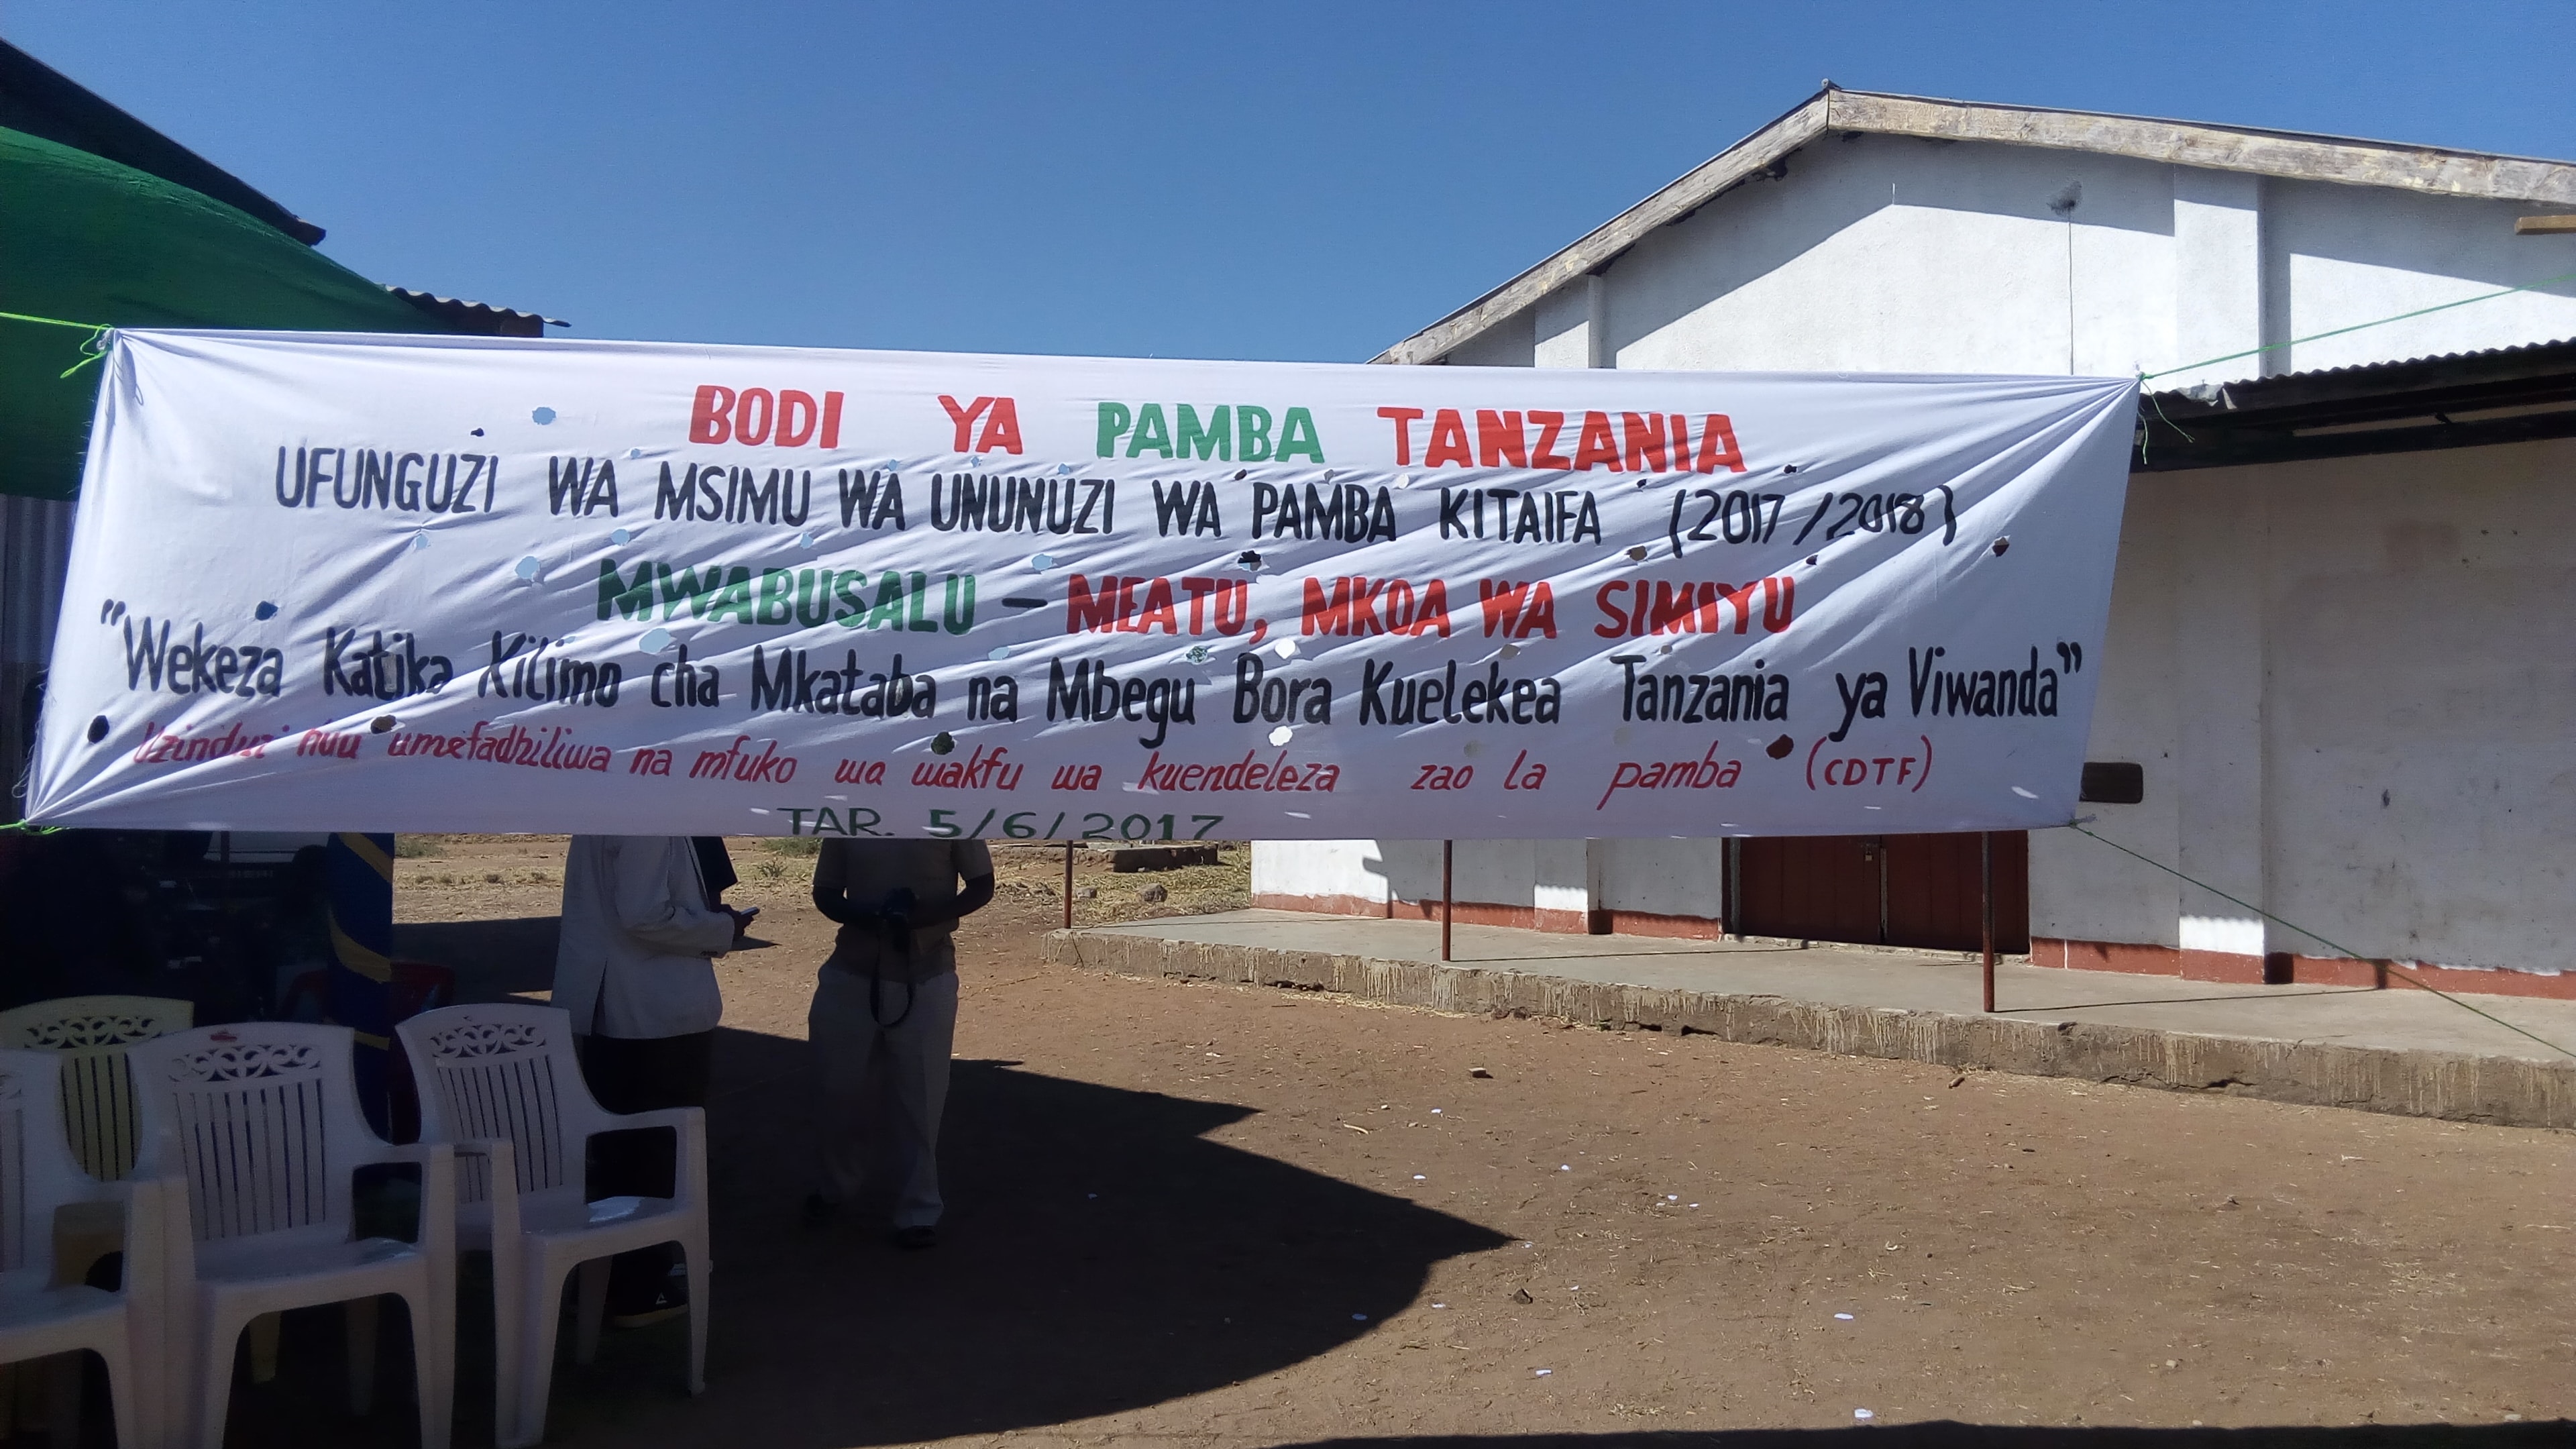 BODI YA PAMBA TANZANIA
UFUNGUZI WA MSIMU WA UNUNUZI WA PAMBA KITAIFA (2017/2018)
MWABUSALU – MEATU, MKOA WA SIMIYU
"Wekeza Katika Kilimo cha Mkataba na Mbegu Bora Kuelekea Tanzania ya Viwanda"
Uzinduzi huu umefadhiliwa na mfuko wa wakfu wa kuendeleza zao la pamba (CDTF)
TAR. 5/6/2017